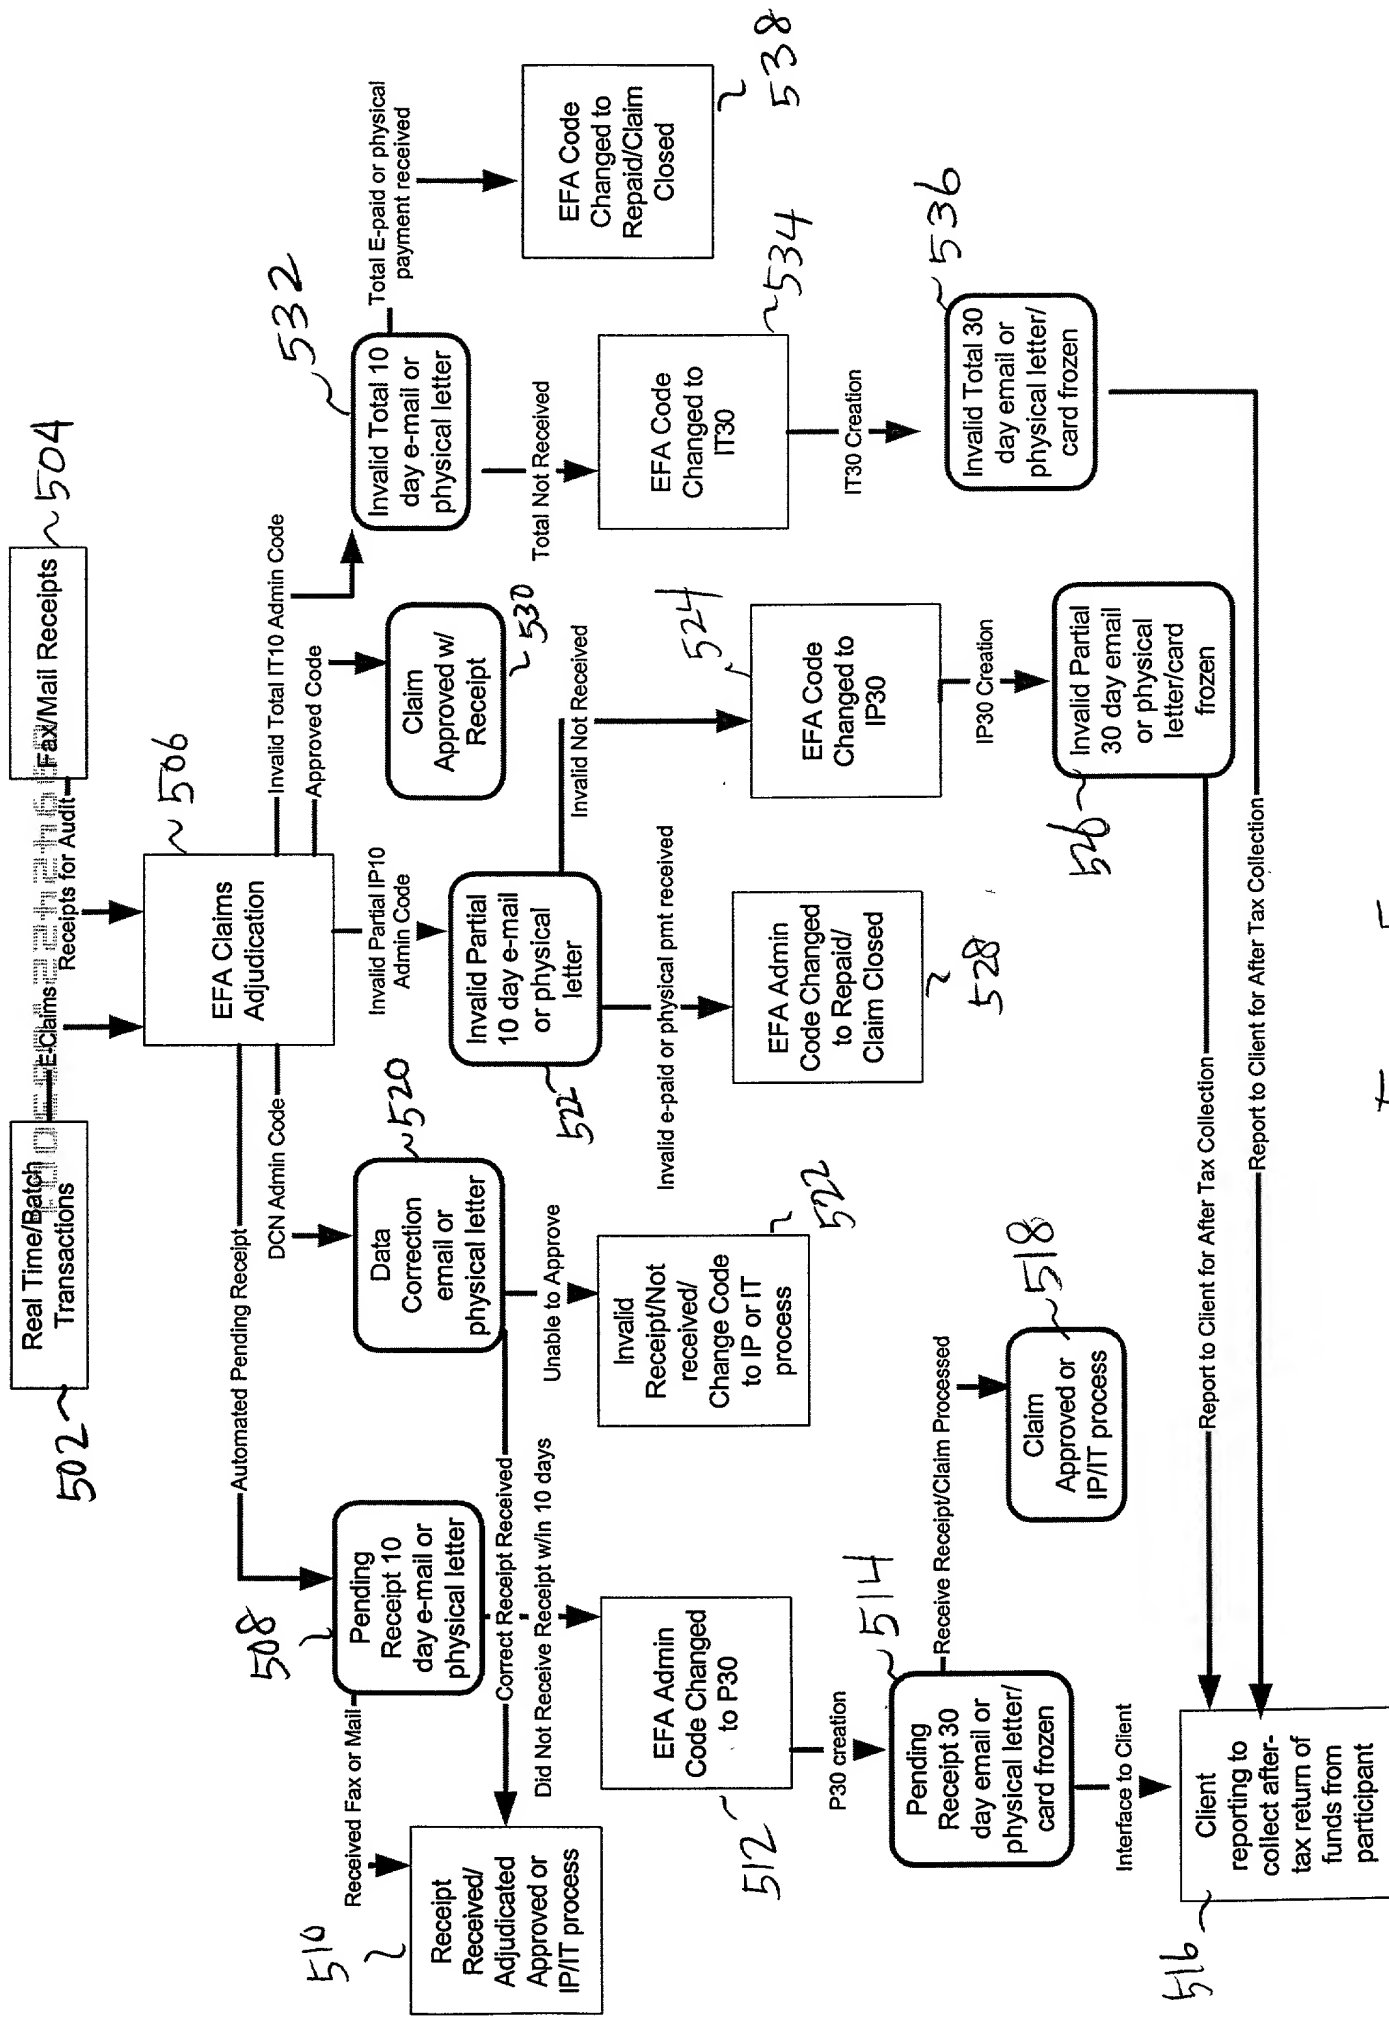 Real Time/Batch
Transactions
502
E-Claims
Fax/Mail Receipts
504
Receipts for Audit
EFA Claims
Adjudication
506
Automated Pending Receipt
DCN Admin Code
Invalid Partial IP10
Admin Code
Approved Code
Invalid Total IT10 Admin Code
Pending
Receipt 10
day e-mail or
physical letter
508
Data
Correction
email or
physical letter
520
Invalid Partial
10 day e-mail
or physical
letter
522
Claim
Approved w/
Receipt
530
Invalid Total 10
day e-mail or
physical letter
532
Total E-paid or physical
payment received
EFA Code
Changed to
Repaid/Claim
Closed
538
Received Fax or Mail
Receipt
Received/
Adjudicated
Approved or
IP/IT process
510
Correct Receipt Received
Did Not Receive Receipt w/in 10 days
Unable to Approve
Invalid
Receipt/Not
received/
Change Code
to IP or IT
process
522
Invalid e-paid or physical pmt received
EFA Admin
Code Changed
to Repaid/
Claim Closed
528
Invalid Not Received
EFA Code
Changed to
IP30
524
Total Not Received
EFA Code
Changed to
IT30
534
EFA Admin
Code Changed
to P30
512
P30 creation
Pending
Receipt 30
day email or
physical letter/
card frozen
514
Receive Receipt/Claim Processed
Claim
Approved or
IP/IT process
518
IP30 Creation
Invalid Partial
30 day email
or physical
letter/card
frozen
526
IT30 Creation
Invalid Total 30
day email or
physical letter/
card frozen
536
Interface to Client
Report to Client for After Tax Collection
Report to Client for After Tax Collection
Client
reporting to
collect after-
tax return of
funds from
participant
516